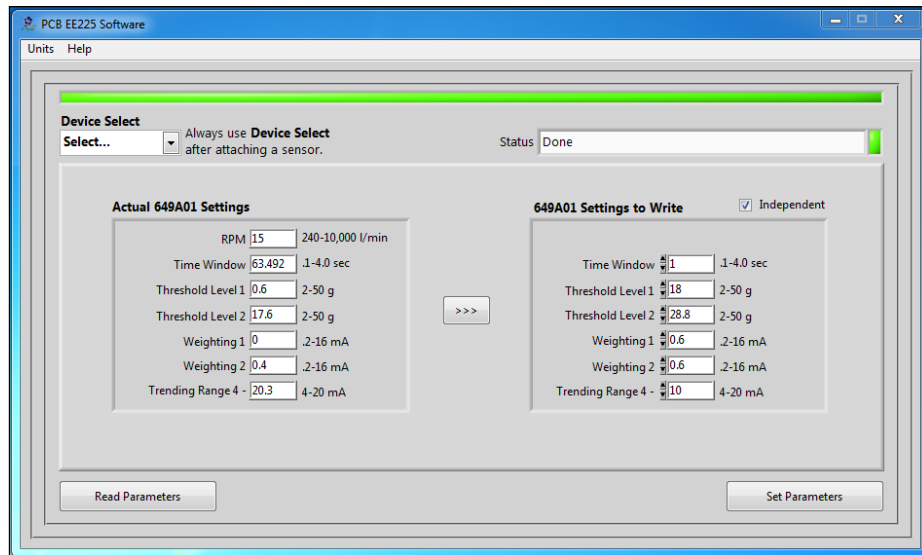 PCB EE225 Software
Units Help
Device Select
Select... Always use Device Select
after attaching a sensor.
Status Done
Actual 649A01 Settings
RPM 15 240-10,000 l/min
Time Window 63.492 .1-4.0 sec
Threshold Level 1 0.6 2-50 g
Threshold Level 2 17.6 2-50 g
Weighting 1 0 .2-16 mA
Weighting 2 0.4 .2-16 mA
Trending Range 4 - 20.3 4-20 mA
>>>
649A01 Settings to Write Independent
Time Window 1 .1-4.0 sec
Threshold Level 1 18 2-50 g
Threshold Level 2 28.8 2-50 g
Weighting 1 0.6 .2-16 mA
Weighting 2 0.6 .2-16 mA
Trending Range 4 - 10 4-20 mA
Read Parameters
Set Parameters